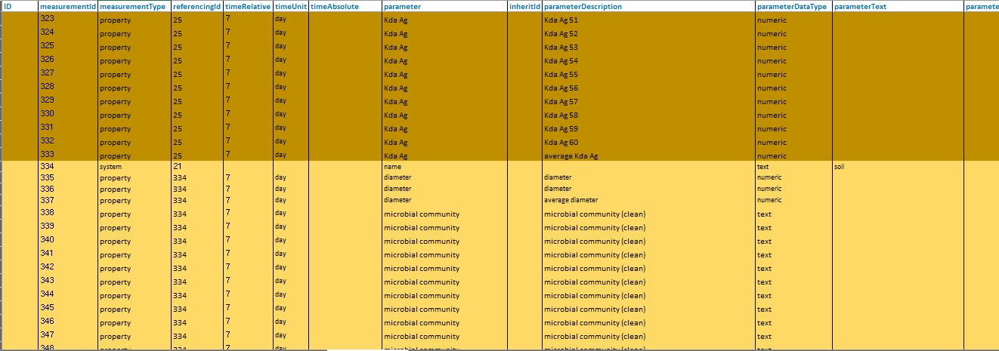 ID measurementId measurementType referencingId timeRelative timeUnit timeAbsolute parameter inheritId parameterDescription parameterDataType parameterText paramete
323 property 25 7 day Kda Ag Kda Ag 51 numeric
324 property 25 7 day Kda Ag Kda Ag 52 numeric
325 property 25 7 day Kda Ag Kda Ag 53 numeric
326 property 25 7 day Kda Ag Kda Ag 54 numeric
327 property 25 7 day Kda Ag Kda Ag 55 numeric
328 property 25 7 day Kda Ag Kda Ag 56 numeric
329 property 25 7 day Kda Ag Kda Ag 57 numeric
330 property 25 7 day Kda Ag Kda Ag 58 numeric
331 property 25 7 day Kda Ag Kda Ag 59 numeric
332 property 25 7 day Kda Ag Kda Ag 60 numeric
333 property 25 7 day Kda Ag average Kda Ag numeric
334 system 21 name text soil
335 property 334 7 day diameter diameter numeric
336 property 334 7 day diameter diameter numeric
337 property 334 7 day diameter average diameter numeric
338 property 334 7 day microbial community microbial community (clean) text
339 property 334 7 day microbial community microbial community (clean) text
340 property 334 7 day microbial community microbial community (clean) text
341 property 334 7 day microbial community microbial community (clean) text
342 property 334 7 day microbial community microbial community (clean) text
343 property 334 7 day microbial community microbial community (clean) text
344 property 334 7 day microbial community microbial community (clean) text
345 property 334 7 day microbial community microbial community (clean) text
346 property 334 7 day microbial community microbial community (clean) text
347 property 334 7 day microbial community microbial community (clean) text
348 7 day